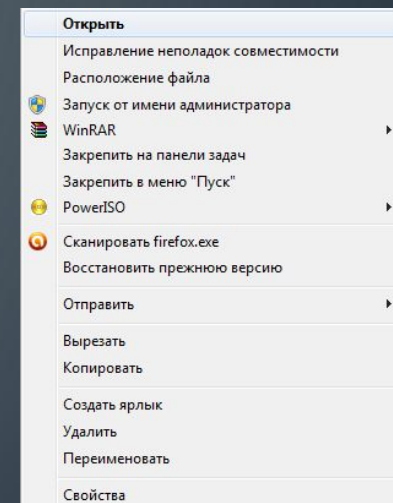 Открыть
Исправление неполадок совместимости
Расположение файла
Запуск от имени администратора
WinRAR
Закрепить на панели задач
Закрепить в меню "Пуск"
PowerISO
Сканировать firefox.exe
Восстановить прежнюю версию
Отправить
Вырезать
Копировать
Создать ярлык
Удалить
Переименовать
Свойства